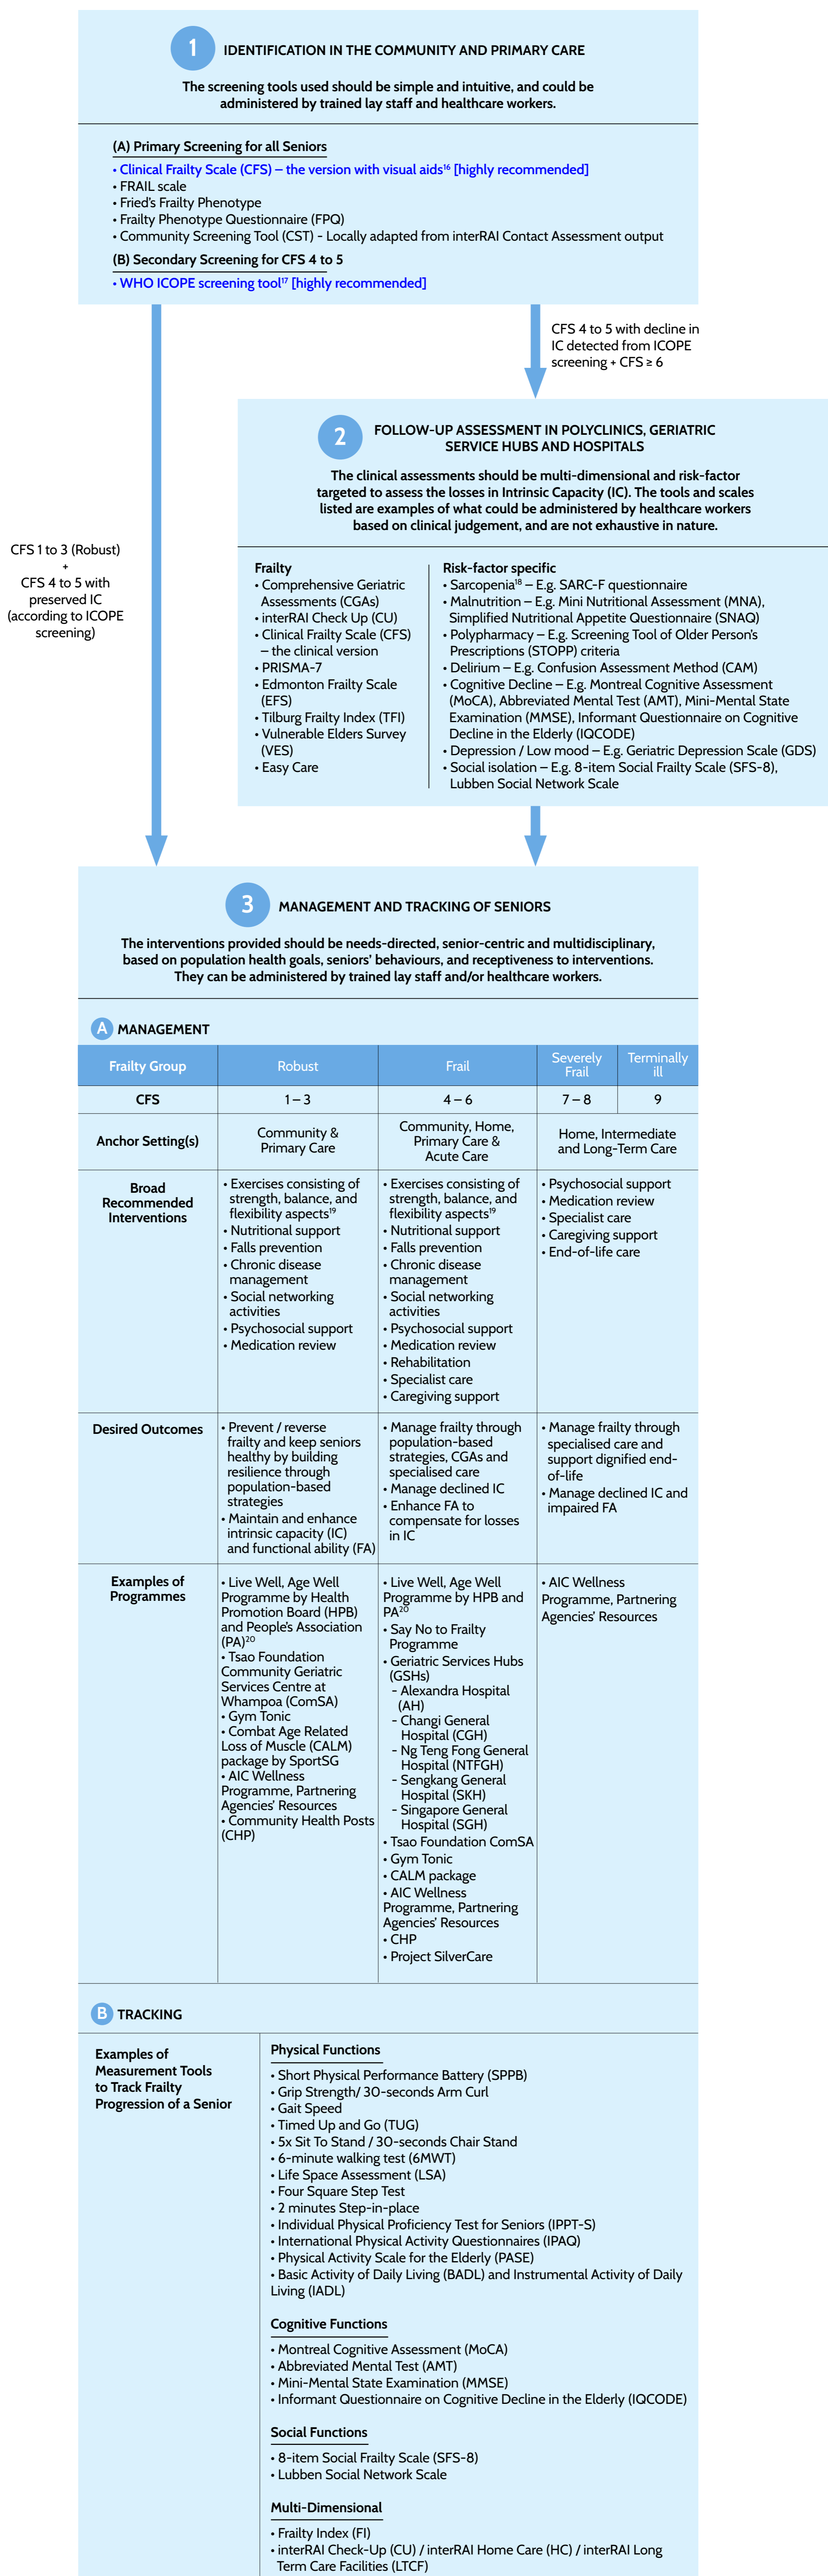 1
IDENTIFICATION IN THE COMMUNITY AND PRIMARY CARE
The screening tools used should be simple and intuitive, and could be
administered by trained lay staff and healthcare workers.
(A) Primary Screening for all Seniors
• Clinical Frailty Scale (CFS) – the version with visual aids¹⁶ [highly recommended]
• FRAIL scale
• Fried's Frailty Phenotype
• Frailty Phenotype Questionnaire (FPQ)
• Community Screening Tool (CST) - Locally adapted from interRAI Contact Assessment output
(B) Secondary Screening for CFS 4 to 5
• WHO ICOPE screening tool¹⁷ [highly recommended]
CFS 4 to 5 with decline in
IC detected from ICOPE
screening + CFS ≥ 6
CFS 1 to 3 (Robust)
+
CFS 4 to 5 with
preserved IC
(according to ICOPE
screening)
2
FOLLOW-UP ASSESSMENT IN POLYCLINICS, GERIATRIC
SERVICE HUBS AND HOSPITALS
The clinical assessments should be multi-dimensional and risk-factor
targeted to assess the losses in Intrinsic Capacity (IC). The tools and scales
listed are examples of what could be administered by healthcare workers
based on clinical judgement, and are not exhaustive in nature.
Frailty
• Comprehensive Geriatric
Assessments (CGAs)
• interRAI Check Up (CU)
• Clinical Frailty Scale (CFS)
– the clinical version
• PRISMA-7
• Edmonton Frailty Scale
(EFS)
• Tilburg Frailty Index (TFI)
• Vulnerable Elders Survey
(VES)
• Easy Care
Risk-factor specific
• Sarcopenia¹⁸ – E.g. SARC-F questionnaire
• Malnutrition – E.g. Mini Nutritional Assessment (MNA),
Simplified Nutritional Appetite Questionnaire (SNAQ)
• Polypharmacy – E.g. Screening Tool of Older Person's
Prescriptions (STOPP) criteria
• Delirium – E.g. Confusion Assessment Method (CAM)
• Cognitive Decline – E.g. Montreal Cognitive Assessment
(MoCA), Abbreviated Mental Test (AMT), Mini-Mental State
Examination (MMSE), Informant Questionnaire on Cognitive
Decline in the Elderly (IQCODE)
• Depression / Low mood – E.g. Geriatric Depression Scale (GDS)
• Social isolation – E.g. 8-item Social Frailty Scale (SFS-8),
Lubben Social Network Scale
3
MANAGEMENT AND TRACKING OF SENIORS
The interventions provided should be needs-directed, senior-centric and multidisciplinary,
based on population health goals, seniors' behaviours, and receptiveness to interventions.
They can be administered by trained lay staff and/or healthcare workers.
A MANAGEMENT
Frailty Group
Robust
Frail
Severely
Frail
Terminally
ill
CFS
1 – 3
4 – 6
7 – 8
9
Anchor Setting(s)
Community &
Primary Care
Community, Home,
Primary Care &
Acute Care
Home, Intermediate
and Long-Term Care
Broad
Recommended
Interventions
• Exercises consisting of
strength, balance, and
flexibility aspects¹⁹
• Nutritional support
• Falls prevention
• Chronic disease
management
• Social networking
activities
• Psychosocial support
• Medication review
• Exercises consisting of
strength, balance, and
flexibility aspects¹⁹
• Nutritional support
• Falls prevention
• Chronic disease
management
• Social networking
activities
• Psychosocial support
• Medication review
• Rehabilitation
• Specialist care
• Caregiving support
• Psychosocial support
• Medication review
• Specialist care
• Caregiving support
• End-of-life care
Desired Outcomes
• Prevent / reverse
frailty and keep seniors
healthy by building
resilience through
population-based
strategies
• Maintain and enhance
intrinsic capacity (IC)
and functional ability (FA)
• Manage frailty through
population-based
strategies, CGAs and
specialised care
• Manage declined IC
• Enhance FA to
compensate for losses
in IC
• Manage frailty through
specialised care and
support dignified end-
of-life
• Manage declined IC and
impaired FA
Examples of
Programmes
• Live Well, Age Well
Programme by Health
Promotion Board (HPB)
and People's Association
(PA)²⁰
• Tsao Foundation
Community Geriatric
Services Centre at
Whampoa (ComSA)
• Gym Tonic
• Combat Age Related
Loss of Muscle (CALM)
package by SportSG
• AIC Wellness
Programme, Partnering
Agencies' Resources
• Community Health Posts
(CHP)
• Live Well, Age Well
Programme by HPB and
PA²⁰
• Say No to Frailty
Programme
• Geriatric Services Hubs
(GSHs)
- Alexandra Hospital
(AH)
- Changi General
Hospital (CGH)
- Ng Teng Fong General
Hospital (NTFGH)
- Sengkang General
Hospital (SKH)
- Singapore General
Hospital (SGH)
• Tsao Foundation ComSA
• Gym Tonic
• CALM package
• AIC Wellness
Programme, Partnering
Agencies' Resources
• CHP
• Project SilverCare
• AIC Wellness
Programme, Partnering
Agencies' Resources
B TRACKING
Examples of
Measurement Tools
to Track Frailty
Progression of a Senior
Physical Functions
• Short Physical Performance Battery (SPPB)
• Grip Strength/ 30-seconds Arm Curl
• Gait Speed
• Timed Up and Go (TUG)
• 5x Sit To Stand / 30-seconds Chair Stand
• 6-minute walking test (6MWT)
• Life Space Assessment (LSA)
• Four Square Step Test
• 2 minutes Step-in-place
• Individual Physical Proficiency Test for Seniors (IPPT-S)
• International Physical Activity Questionnaires (IPAQ)
• Physical Activity Scale for the Elderly (PASE)
• Basic Activity of Daily Living (BADL) and Instrumental Activity of Daily
Living (IADL)
Cognitive Functions
• Montreal Cognitive Assessment (MoCA)
• Abbreviated Mental Test (AMT)
• Mini-Mental State Examination (MMSE)
• Informant Questionnaire on Cognitive Decline in the Elderly (IQCODE)
Social Functions
• 8-item Social Frailty Scale (SFS-8)
• Lubben Social Network Scale
Multi-Dimensional
• Frailty Index (FI)
• interRAI Check-Up (CU) / interRAI Home Care (HC) / interRAI Long
Term Care Facilities (LTCF)